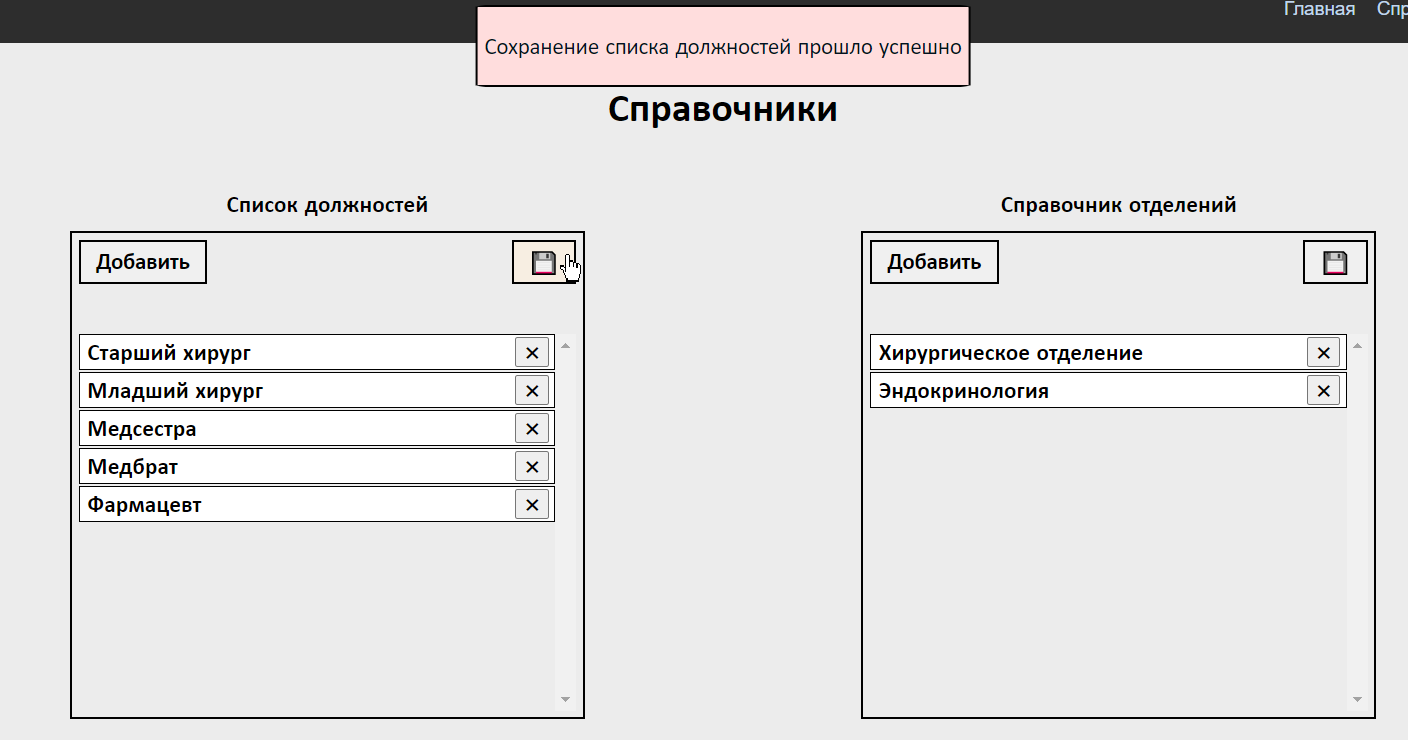 Главная Спр
Сохранение списка должностей прошло успешно
Справочники
Список должностей
Добавить
Старший хирург
Младший хирург
Медсестра
Медбрат
Фармацевт
Справочник отделений
Добавить
Хирургическое отделение
Эндокринология